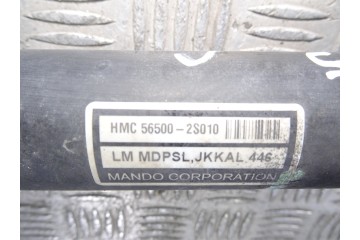 HMC 56500-2S010
LM MDPSL,JKKAL 446
MANDO CORPORATION